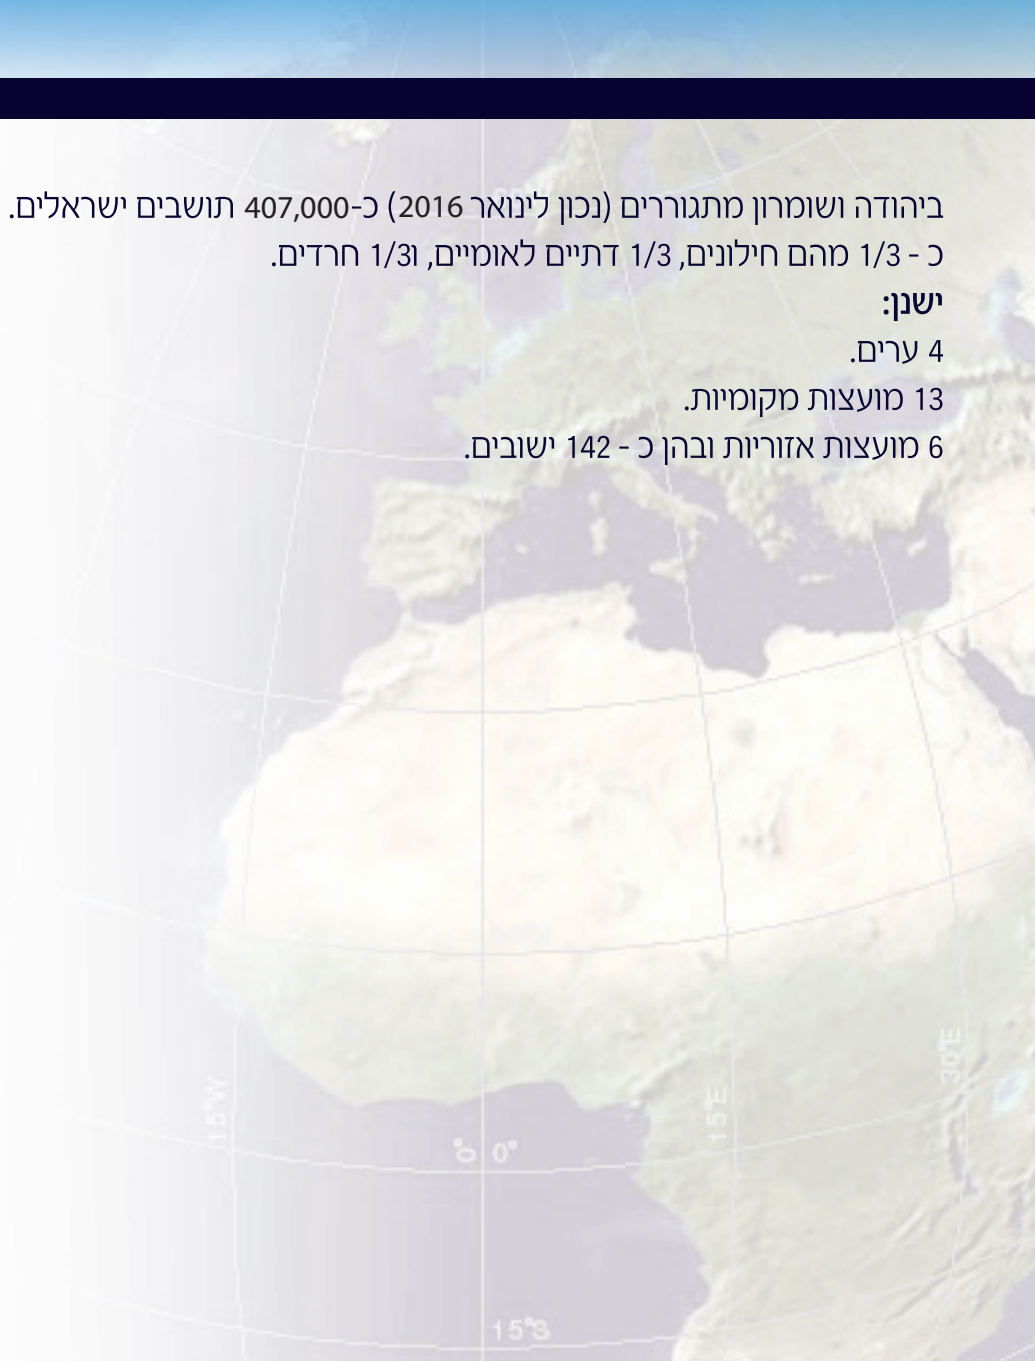 ביהודה ושומרון מתגוררים (נכון לינואר 2016) כ-407,000 תושבים ישראלים.
כ - 1/3 מהם חילונים, 1/3 דתיים לאומיים, ו1/3 חרדים.
ישנן:
4 ערים.
13 מועצות מקומיות.
6 מועצות אזוריות ובהן כ - 142 ישובים.
30°E
15°W
15°E
0° 0°
15°S